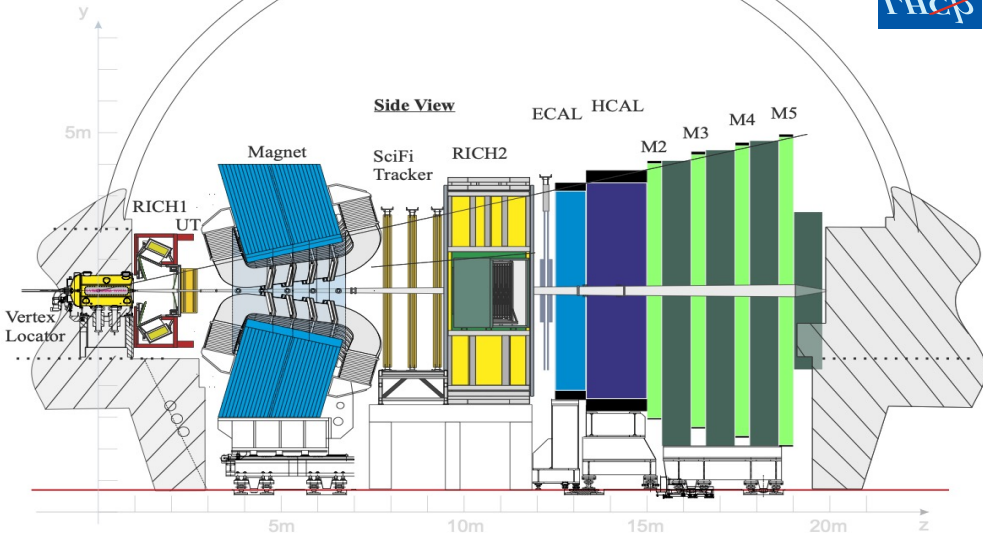 y
LHCb
Side View
ECAL
HCAL
5m
M2
M3
M4
M5
Magnet
SciFi
Tracker
RICH2
RICH1
UT
Vertex
Locator
5m
10m
15m
20m
z